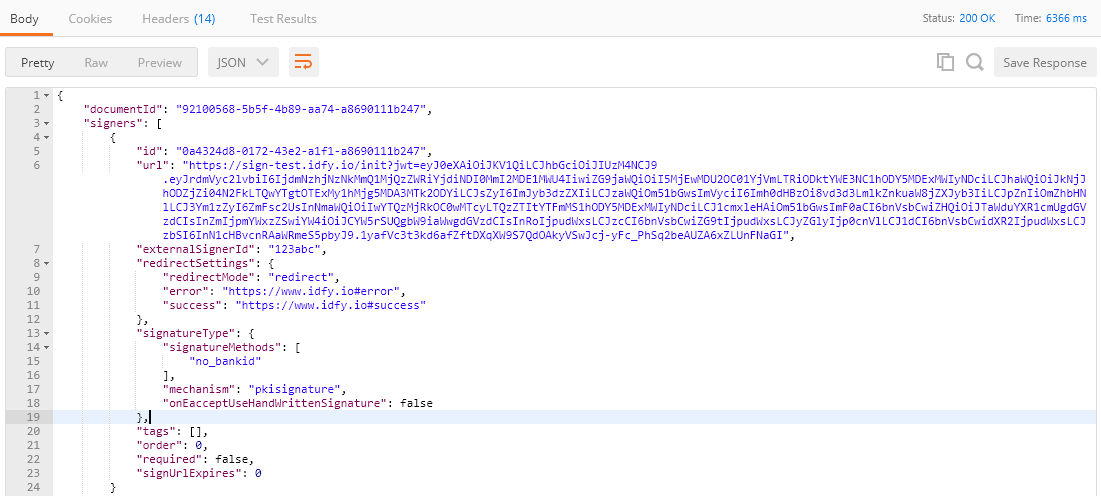 Body Cookies Headers (14) Test Results Status: 200 OK Time: 6366 ms
Pretty Raw Preview JSON Save Response
1 {
2 "documentId": "92100568-5b5f-4b89-aa74-a8690111b247",
3 "signers": [
4 {
5 "id": "0a4324d8-0172-43e2-a1f1-a8690111b247",
6 "url": "https://sign-test.idfy.io/init?jwt=eyJ0eXAiOiJKV1QiLCJhbGciOiJIUzM4NCJ9
7 "externalSignerId": "123abc",
8 "redirectSettings": {
9 "redirectMode": "redirect",
10 "error": "https://www.idfy.io#error",
11 "success": "https://www.idfy.io#success"
12 },
13 "signatureType": {
14 "signatureMethods": [
15 "no_bankid"
16 ],
17 "mechanism": "pkisignature",
18 "onEacceptUseHandWrittenSignature": false
19 },
20 "tags": [],
21 "order": 0,
22 "required": false,
23 "signUrlExpires": 0
24 }